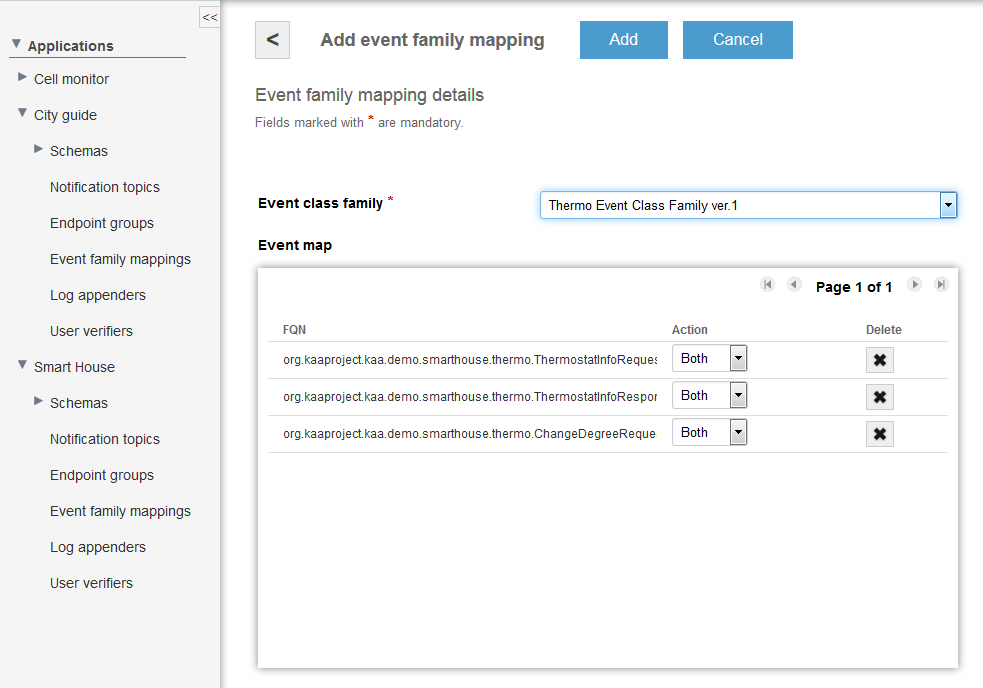 <<
Applications
Cell monitor
City guide
Schemas
Notification topics
Endpoint groups
Event family mappings
Log appenders
User verifiers
Smart House
Schemas
Notification topics
Endpoint groups
Event family mappings
Log appenders
User verifiers
< Add event family mapping Add Cancel
Event family mapping details
Fields marked with * are mandatory.
Event class family * Thermo Event Class Family ver.1
Event map
Page 1 of 1
FQN Action Delete
org.kaaproject.kaa.demo.smarthouse.thermo.ThermostatInfoReques Both
org.kaaproject.kaa.demo.smarthouse.thermo.ThermostatInfoRespor Both
org.kaaproject.kaa.demo.smarthouse.thermo.ChangeDegreeReque Both